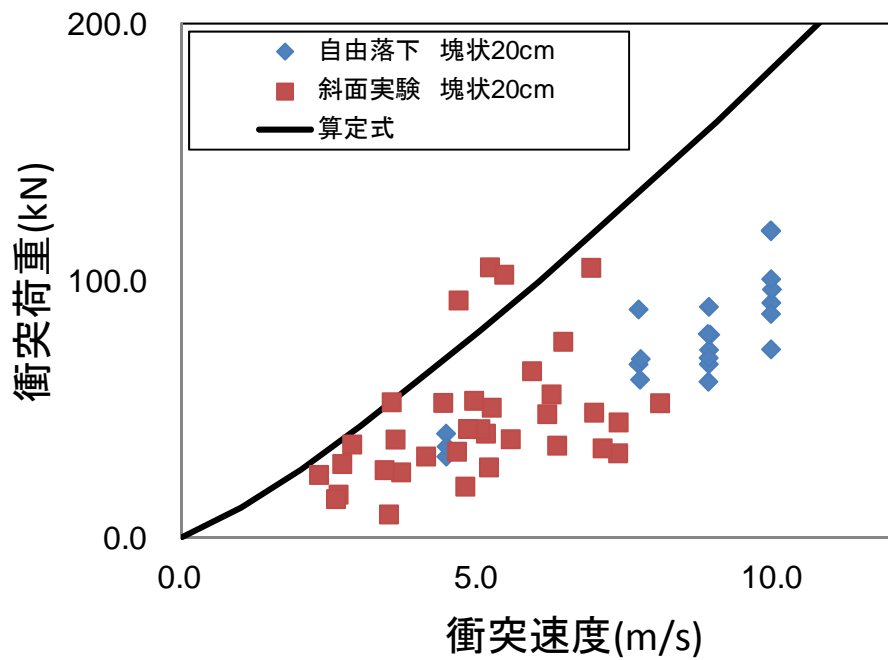 200.0
自由落下　塊状20cm
斜面実験　塊状20cm
算定式
衝突荷重(kN)
100.0
0.0
0.0 5.0 10.0
衝突速度(m/s)